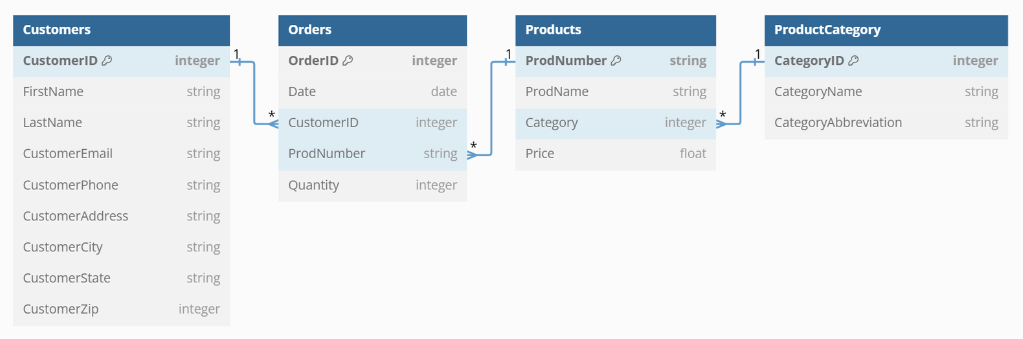 Customers
CustomerID integer
FirstName string
LastName string
CustomerEmail string
CustomerPhone string
CustomerAddress string
CustomerCity string
CustomerState string
CustomerZip integer
1
*
Orders
OrderID integer
Date date
CustomerID integer
ProdNumber string
Quantity integer
1
*
Products
ProdNumber string
ProdName string
Category integer
Price float
1
*
ProductCategory
CategoryID integer
CategoryName string
CategoryAbbreviation string